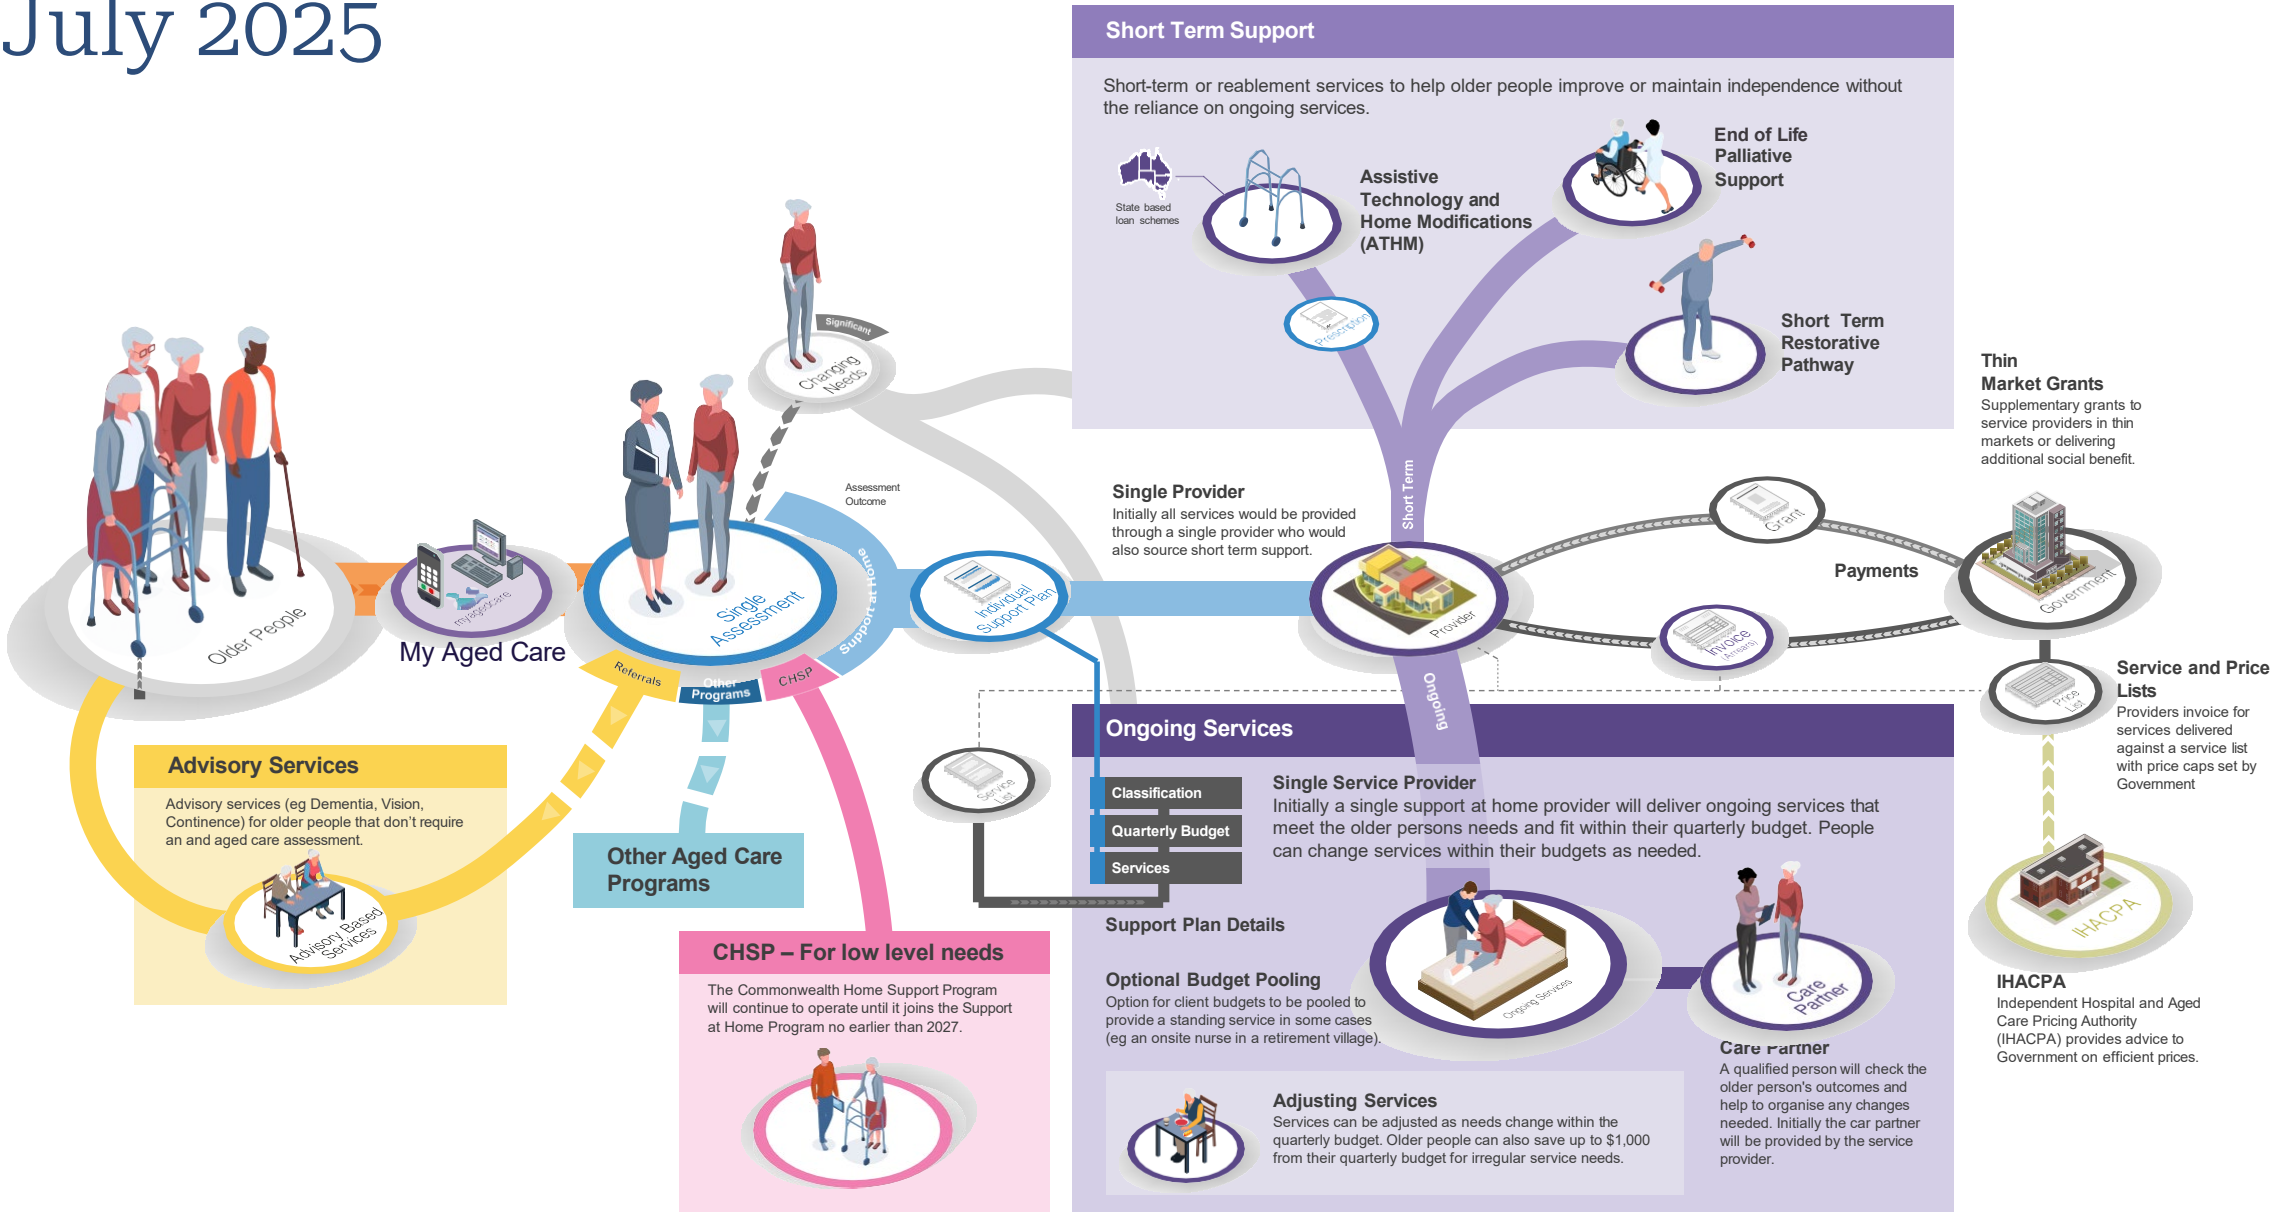 July 2025
Short Term Support
Short-term or reablement services to help older people improve or maintain independence without
the reliance on ongoing services.
State based
loan schemes
Assistive
Technology and
Home Modifications
(ATHM)
End of Life
Palliative
Support
Prescription
Short Term
Restorative
Pathway
Short Term
Significant
Changing
Needs
Older People
myagedcare
My Aged Care
Single
Assessment
Assessment
Outcome
Support at Home
Referrals
Other
Programs
CHSP
Individual
Support Plan
Single Provider
Initially all services would be provided
through a single provider who would
also source short term support.
Provider
Grant
Payments
Invoice
(Arrears)
Thin
Market Grants
Supplementary grants to
service providers in thin
markets or delivering
additional social benefit.
Government
Price
List
Service and Price
Lists
Providers invoice for
services delivered
against a service list
with price caps set by
Government
IHACPA
IHACPA
Independent Hospital and Aged
Care Pricing Authority
(IHACPA) provides advice to
Government on efficient prices.
Advisory Services
Advisory services (eg Dementia, Vision,
Continence) for older people that don’t require
an and aged care assessment.
Advisory Based
Services
Other Aged Care
Programs
CHSP – For low level needs
The Commonwealth Home Support Program
will continue to operate until it joins the Support
at Home Program no earlier than 2027.
Service
List
Ongoing
Ongoing Services
Classification
Quarterly Budget
Services
Single Service Provider
Initially a single support at home provider will deliver ongoing services that
meet the older persons needs and fit within their quarterly budget. People
can change services within their budgets as needed.
Support Plan Details
Optional Budget Pooling
Option for client budgets to be pooled to
provide a standing service in some cases
(eg an onsite nurse in a retirement village).
Ongoing Services
Care
Partner
Care Partner
A qualified person will check the
older person's outcomes and
help to organise any changes
needed. Initially the car partner
will be provided by the service
provider.
Adjusting Services
Services can be adjusted as needs change within the
quarterly budget. Older people can also save up to $1,000
from their quarterly budget for irregular service needs.